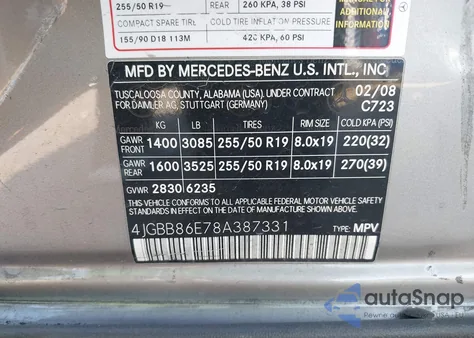 255/50 R19 REAR 260 KPA, 38 PSI
COMPACT SPARE TIRE COLD TIRE INFLATION PRESSURE
155/90 D18 113M 420 KPA, 60 PSI
MANUAL FOR
ADDITIONAL
MFD BY MERCEDES-BENZ U.S. INTL., INC
TUSCALOOSA COUNTY, ALABAMA (USA). UNDER CONTRACT 02/08
FOR DAIMLER AG, STUTTGART (GERMANY) C723
KG LB TIRES RIM SIZE COLD KPA (PSI)
GAWR FRONT 1400 3085 255/50 R19 8.0x19 220(32)
GAWR REAR 1600 3525 255/50 R19 8.0x19 270(39)
GVWR 2830 6235
THIS VEHICLE CONFORMS TO ALL APPLICABLE FEDERAL MOTOR VEHICLE
SAFETY STANDARDS IN EFFECT ON THE DATE OF MANUFACTURE
SHOWN ABOVE.
4JGBB86E78A387331 TYPE: MPV
autoSnap